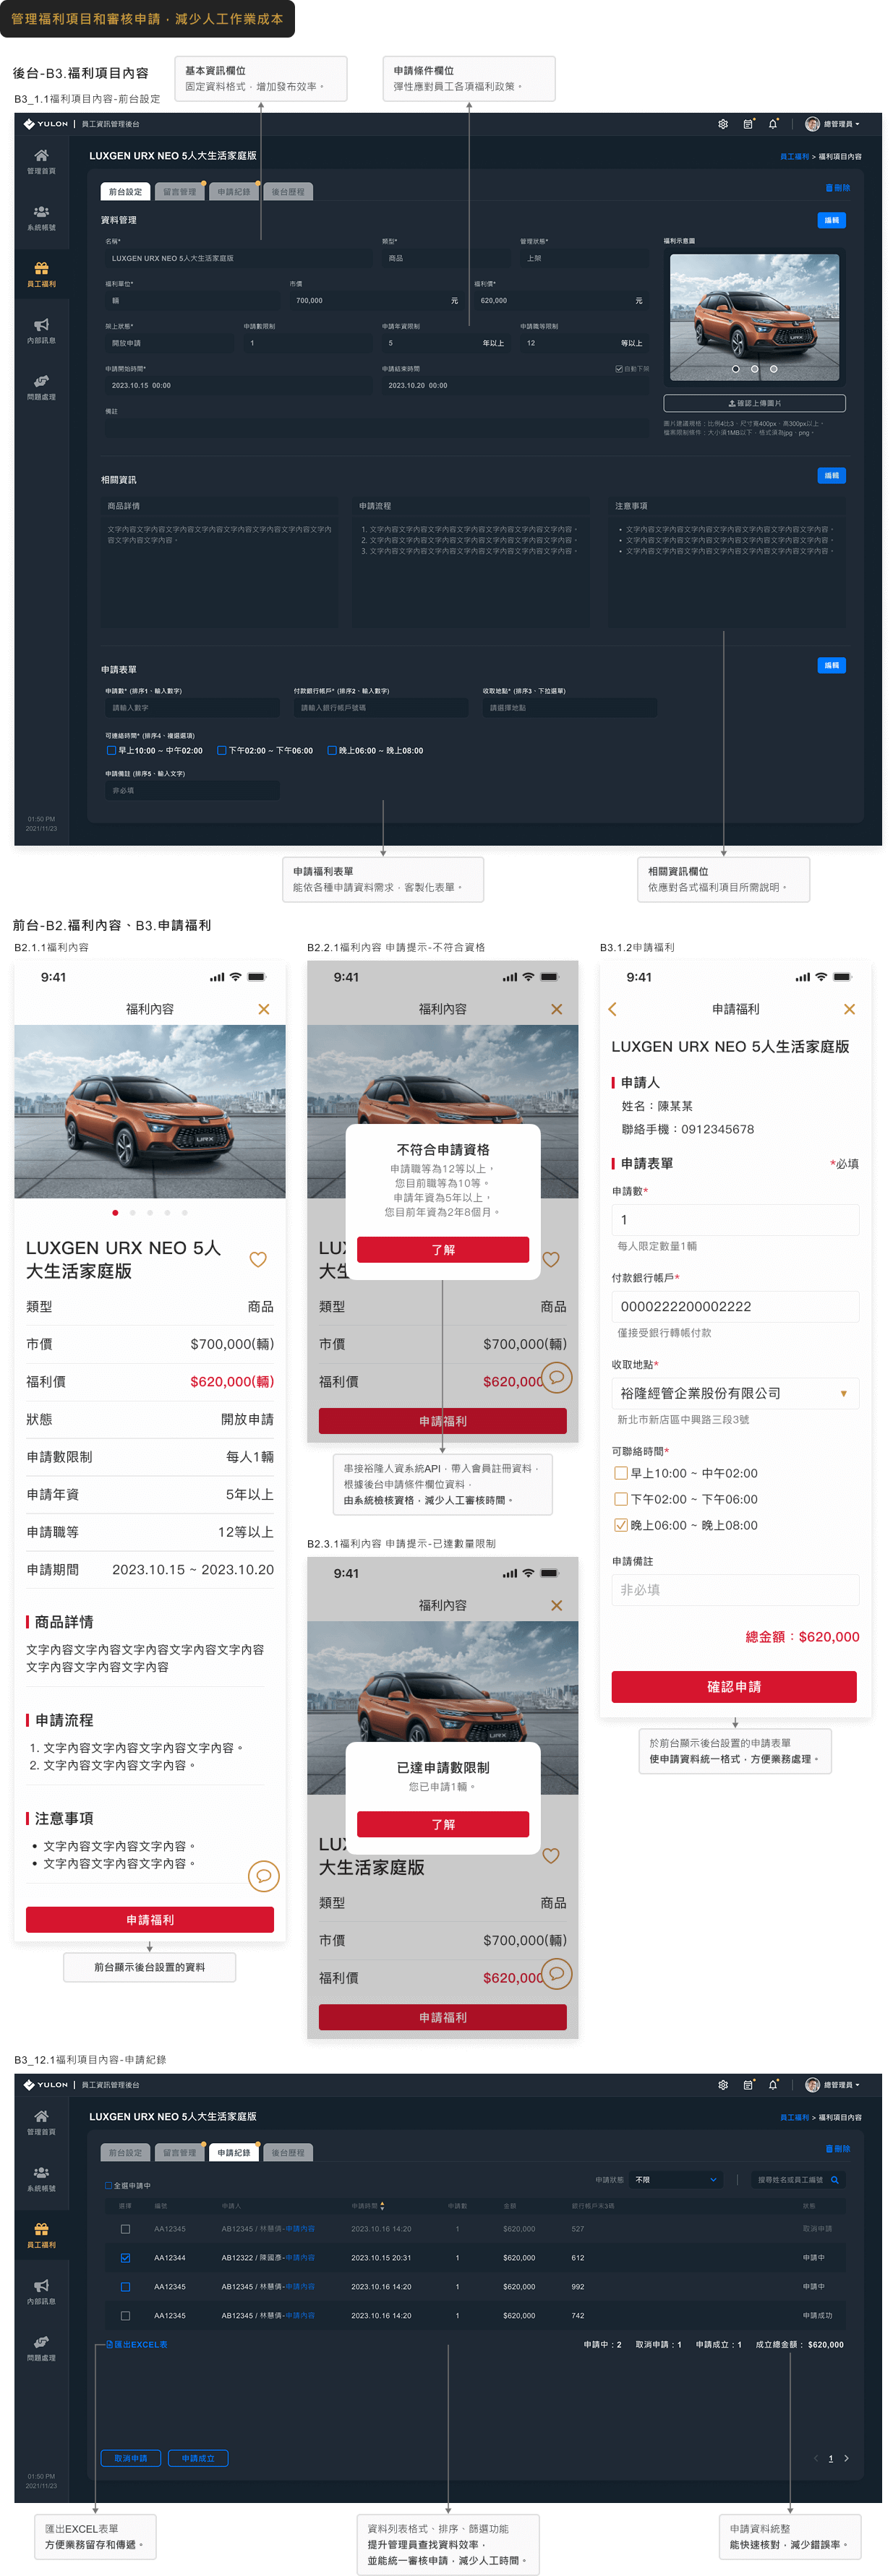 管理福利項目和審核申請，減少人工作業成本
後台-B3.福利項目內容
基本資訊欄位
固定資料格式，增加發布效率。
申請條件欄位
彈性應對員工各項福利政策。
B3_1.1福利項目內容-前台設定
YULON
員工資訊管理後台
總管理員
管理首頁
系統帳號
員工福利
內部訊息
問題處理
01:50 PM
2021/11/23
LUXGEN URX NEO 5人大生活家庭版
員工福利 > 福利項目內容
前台設定
留言管理
申請紀錄
後台歷程
刪除
資料管理
編輯
名稱*
類型*
管理狀態*
福利示意圖
LUXGEN URX NEO 5人大生活家庭版
商品
上架
福利單位*
市價
福利價*
輛
700,000 元
620,000 元
架上狀態*
申請數限制
申請年資限制
申請職等限制
開放申請
1
5 年以上
12 等以上
申請開始時間*
申請結束時間
自動下架
2023.10.15 00:00
2023.10.20 00:00
備註
確認上傳圖片
圖片建議規格：比例4比3、尺寸寬400px、高300px以上。
檔案限制條件：大小須1MB以下、格式須為jpg、png。
相關資訊
編輯
商品詳情
申請流程
注意事項
文字內容文字內容文字內容文字內容文字內容文字內容文字內容文字內
容文字內容文字內容。
1. 文字內容文字內容文字內容文字內容文字內容文字內容文字內容。
2. 文字內容文字內容文字內容文字內容文字內容文字內容文字內容。
3. 文字內容文字內容文字內容文字內容文字內容文字內容文字內容。
• 文字內容文字內容文字內容文字內容文字內容文字內容文字內容。
• 文字內容文字內容文字內容文字內容文字內容文字內容文字內容。
• 文字內容文字內容文字內容文字內容文字內容文字內容文字內容。
申請表單
編輯
申請數* (排序1、輸入數字)
付款銀行帳戶* (排序2、輸入數字)
收取地點* (排序3、下拉選單)
請輸入數字
請輸入銀行帳戶號碼
請選擇地點
可連絡時間* (排序4、複選選項)
早上10:00 ~ 中午02:00
下午02:00 ~ 下午06:00
晚上06:00 ~ 晚上08:00
申請備註 (排序5、輸入文字)
非必填
申請福利表單
能依各種申請資料需求，客製化表單。
相關資訊欄位
依應對各式福利項目所需說明。
前台-B2.福利內容、B3.申請福利
B2.1.1福利內容
9:41
福利內容
URX
LUXGEN URX NEO 5人
大生活家庭版
類型 商品
市價 $700,000(輛)
福利價 $620,000(輛)
狀態 開放申請
申請數限制 每人1輛
申請年資 5年以上
申請職等 12等以上
申請期間 2023.10.15 ~ 2023.10.20
商品詳情
文字內容文字內容文字內容文字內容文字內容
文字內容文字內容文字內容
申請流程
1. 文字內容文字內容文字內容文字內容。
2. 文字內容文字內容文字內容。
注意事項
• 文字內容文字內容文字內容。
• 文字內容文字內容文字內容。
申請福利
前台顯示後台設置的資料
B2.2.1福利內容 申請提示-不符合資格
9:41
福利內容
不符合申請資格
申請職等為12等以上，
您目前職等為10等。
申請年資為5年以上，
您目前年資為2年8個月。
了解
LUX
大生
類型 商品
市價 $700,000(輛)
福利價 $620,000
申請福利
串接裕隆人資系統API，帶入會員註冊資料，
根據後台申請條件欄位資料，
由系統檢核資格，減少人工審核時間。
B2.3.1福利內容 申請提示-已達數量限制
9:41
福利內容
URX
已達申請數限制
您已申請1輛。
了解
LUX
大生活家庭版
類型 商品
市價 $700,000(輛)
福利價 $620,000
申請福利
B3.1.2申請福利
9:41
申請福利
LUXGEN URX NEO 5人生活家庭版
申請人
姓名：陳某某
聯絡手機：0912345678
申請表單
*必填
申請數*
1
每人限定數量1輛
付款銀行帳戶*
0000222200002222
僅接受銀行轉帳付款
收取地點*
裕隆經管企業股份有限公司
新北市新店區中興路三段3號
可聯絡時間*
早上10:00 ~ 中午02:00
下午02:00 ~ 下午06:00
晚上06:00 ~ 晚上08:00
申請備註
非必填
總金額：$620,000
確認申請
於前台顯示後台設置的申請表單
使申請資料統一格式，方便業務處理。
B3_12.1福利項目內容-申請紀錄
YULON
員工資訊管理後台
總管理員
管理首頁
系統帳號
員工福利
內部訊息
問題處理
01:50 PM
2021/11/23
LUXGEN URX NEO 5人大生活家庭版
員工福利 > 福利項目內容
前台設定
留言管理
申請紀錄
後台歷程
刪除
全選申請中
申請狀態
不限
搜尋姓名或員工編號
選擇 編號 申請人 申請時間 申請數 金額 銀行帳戶末3碼 狀態
AA12345 AB12345 / 林慧倩-申請內容 2023.10.16 14:20 1 $620,000 527 取消申請
AA12344 AB12322 / 陳國彥-申請內容 2023.10.15 20:31 1 $620,000 612 申請中
AA12345 AB12345 / 林慧倩-申請內容 2023.10.16 14:20 1 $620,000 992 申請中
AA12345 AB12345 / 林慧倩-申請內容 2023.10.16 14:20 1 $620,000 742 申請成功
匯出EXCEL表
申請中：2 取消申請：1 申請成立：1 成立總金額：$620,000
取消申請
申請成立
1
匯出EXCEL表單
方便業務留存和傳遞。
資料列表格式、排序、篩選功能
提升管理員查找資料效率，
並能統一審核申請，減少人工時間。
申請資料統整
能快速核對，減少錯誤率。